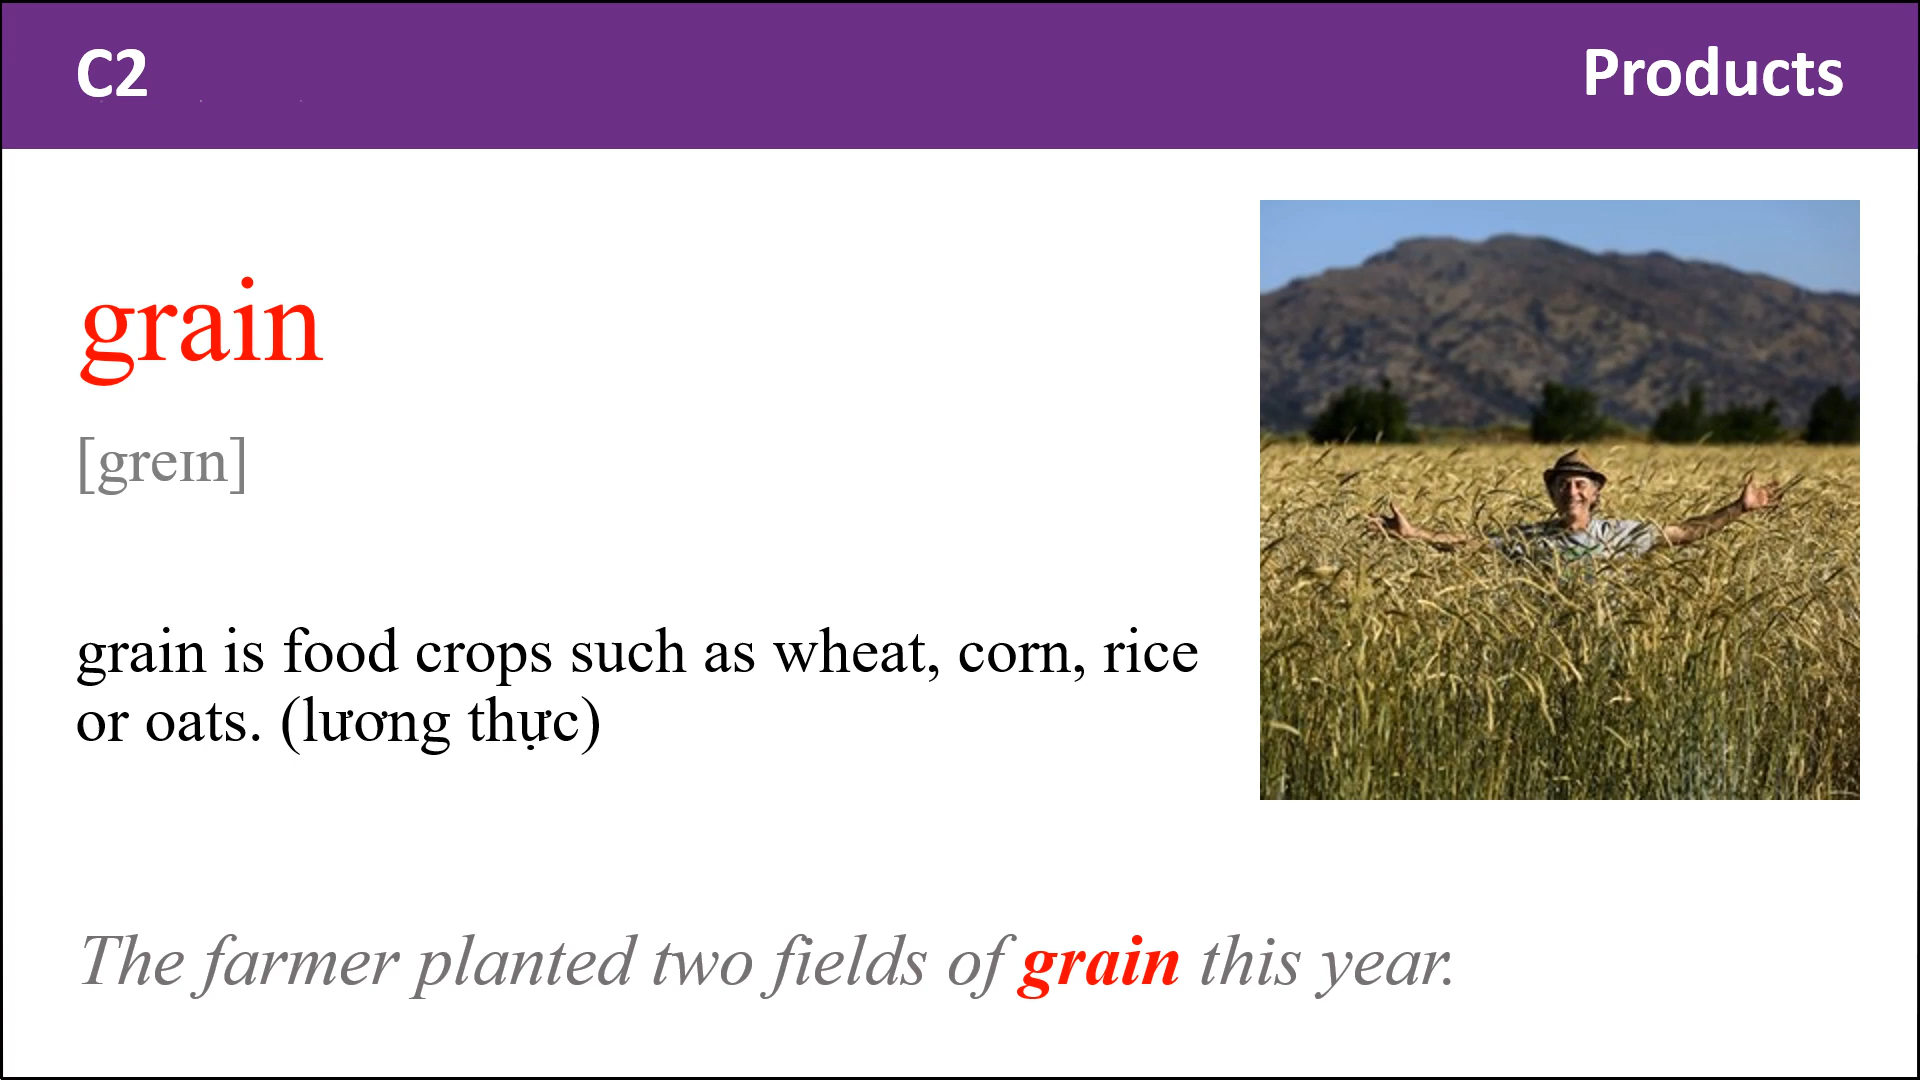 C2
Products
grain
[greɪn]
grain is food crops such as wheat, corn, rice
or oats. (lương thực)
The farmer planted two fields of grain this year.